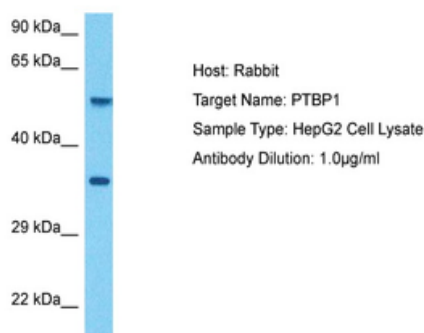 90 kDa__
65 kDa__
40 kDa__
29 kDa__
22 kDa__
Host: Rabbit
Target Name: PTBP1
Sample Type: HepG2 Cell Lysate
Antibody Dilution: 1.0µg/ml